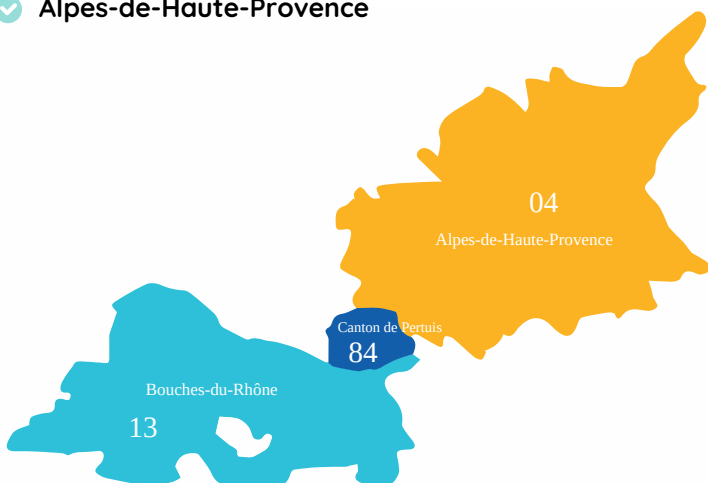 Alpes-de-Haute-Provence
04
Alpes-de-Haute-Provence
Canton de Pertuis
84
Bouches-du-Rhône
13